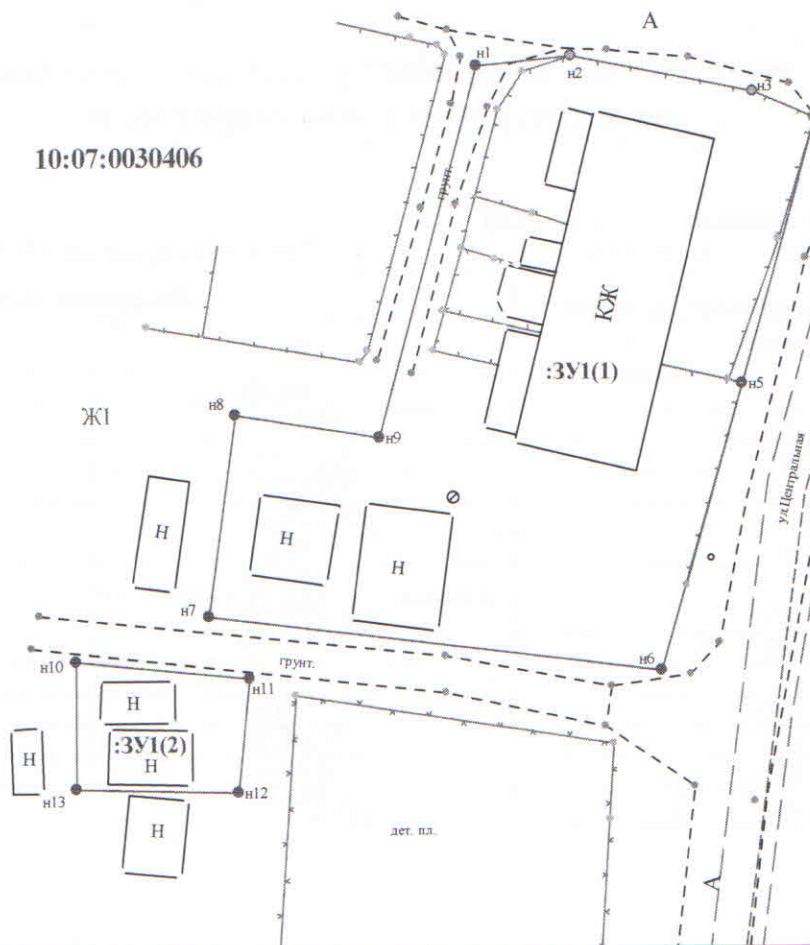 А
н1
н2
н3
10:07:0030406
грунт.
КЖ
:ЗУ1(1)
н5
Ж1
н8
н9
ул.Центральная
Н
Н
Н
н7
н10
грунт.
н6
н11
Н
Н
:ЗУ1(2)
Н
н13
н12
Н
дет. пл.
А